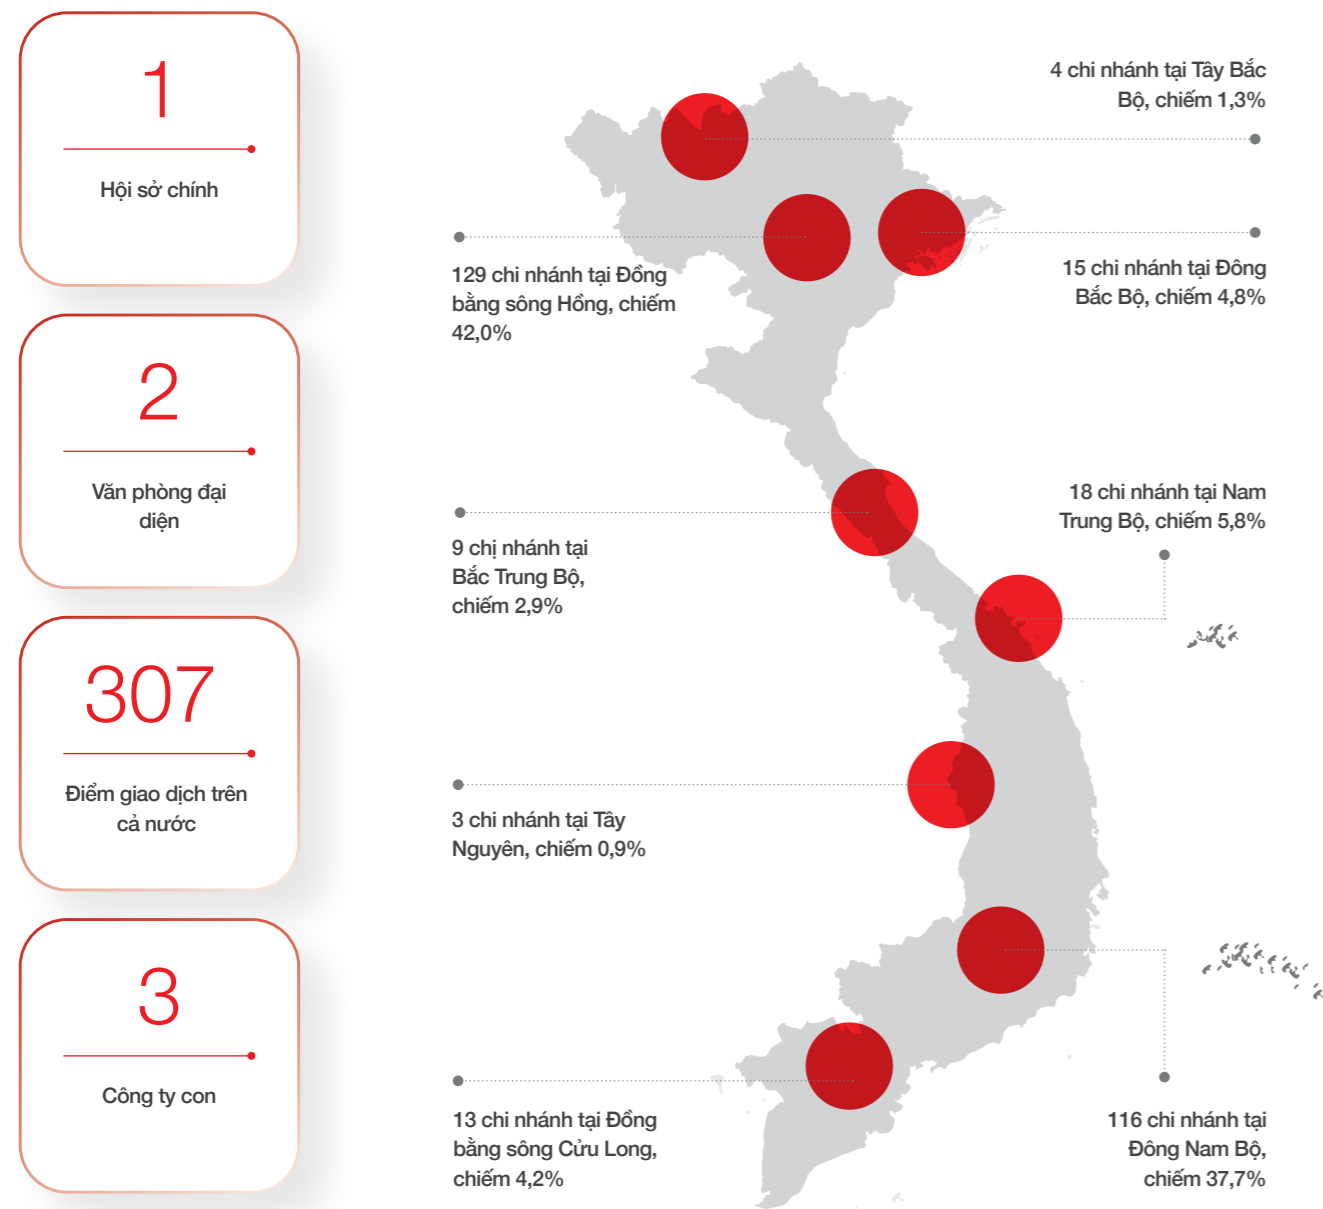 1
Hội sở chính
2
Văn phòng đại
diện
307
Điểm giao dịch trên
cả nước
3
Công ty con
4 chi nhánh tại Tây Bắc
Bộ, chiếm 1,3%
129 chi nhánh tại Đồng
bằng sông Hồng, chiếm
42,0%
15 chi nhánh tại Đông
Bắc Bộ, chiếm 4,8%
9 chị nhánh tại
Bắc Trung Bộ,
chiếm 2,9%
18 chi nhánh tại Nam
Trung Bộ, chiếm 5,8%
3 chi nhánh tại Tây
Nguyên, chiếm 0,9%
13 chi nhánh tại Đồng
bằng sông Cửu Long,
chiếm 4,2%
116 chi nhánh tại
Đông Nam Bộ,
chiếm 37,7%